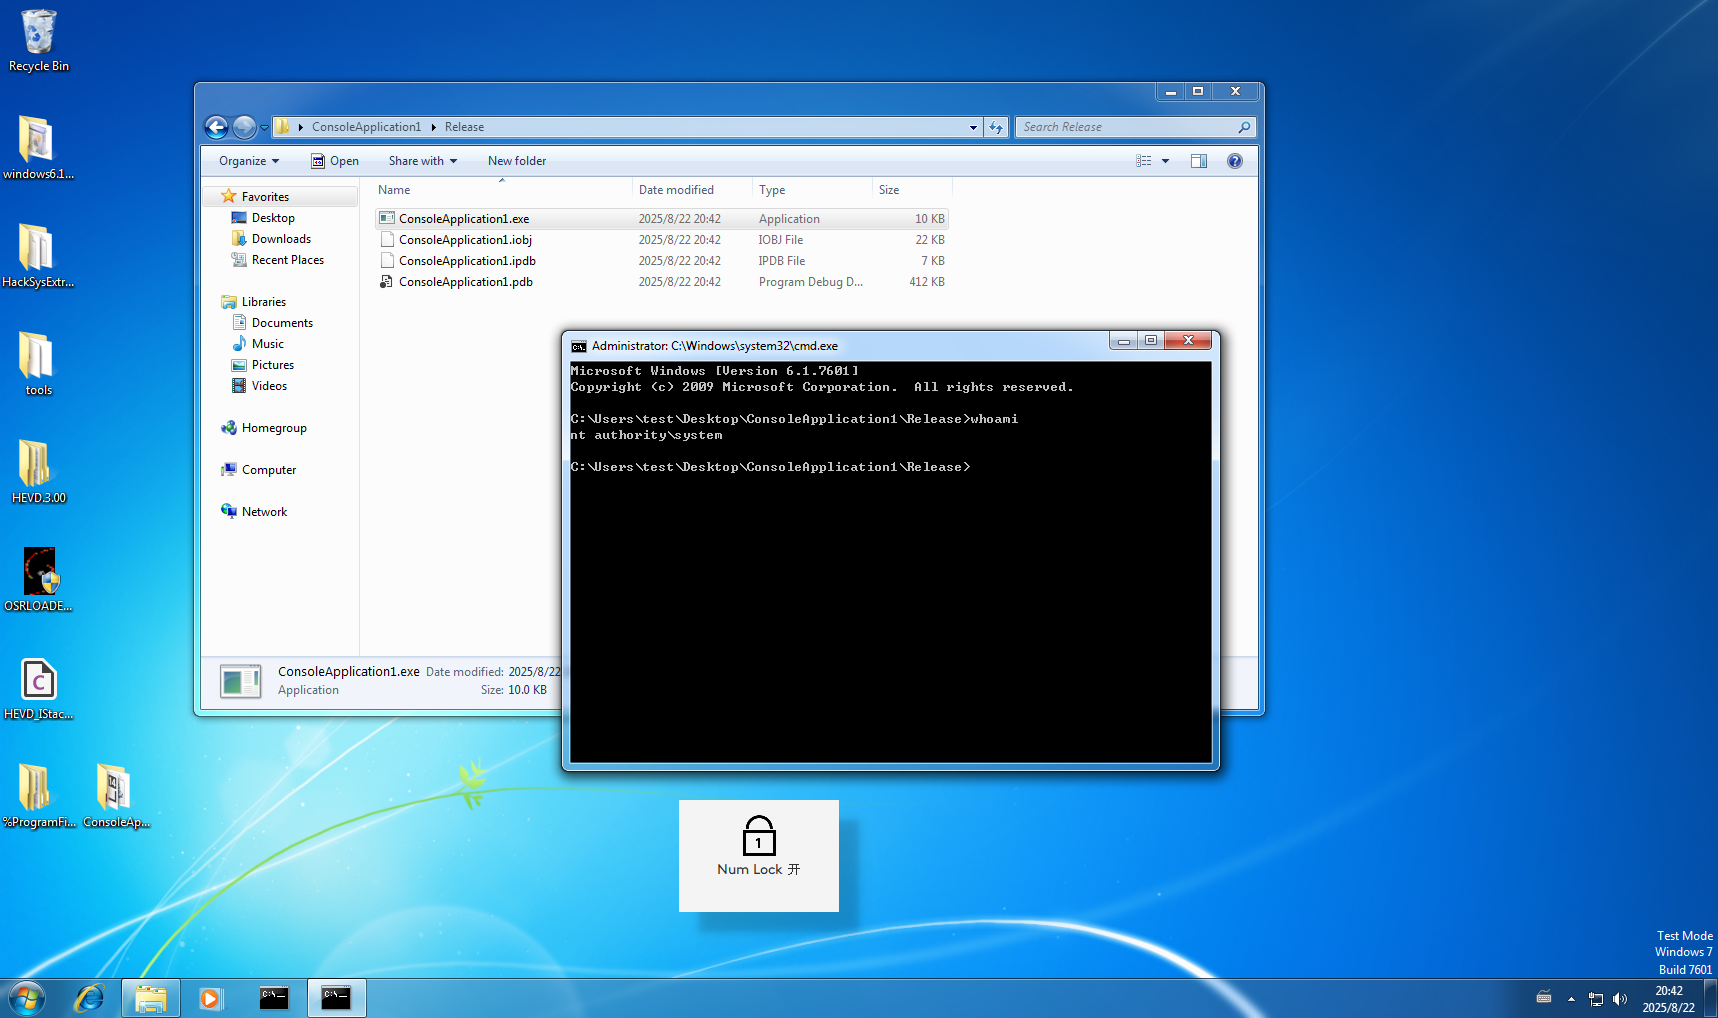 Recycle Bin
windows6.1...
HackSysExtr...
tools
HEVD.3.00
OSRLOADE...
HEVD_IStac...
%ProgramFi...
ConsoleAp...
ConsoleApplication1
Release
Search Release
Organize
Open
Share with
New folder
Favorites
Desktop
Downloads
Recent Places
Libraries
Documents
Music
Pictures
Videos
Homegroup
Computer
Network
Name Date modified Type Size
ConsoleApplication1.exe 2025/8/22 20:42 Application 10 KB
ConsoleApplication1.iobj 2025/8/22 20:42 IOBJ File 22 KB
ConsoleApplication1.ipdb 2025/8/22 20:42 IPDB File 7 KB
ConsoleApplication1.pdb 2025/8/22 20:42 Program Debug D... 412 KB
ConsoleApplication1.exe Date modified: 2025/8/22
Application Size: 10.0 KB
Administrator: C:\Windows\system32\cmd.exe
Microsoft Windows [Version 6.1.7601]
Copyright (c) 2009 Microsoft Corporation.  All rights reserved.
C:\Users\test\Desktop\ConsoleApplication1\Release>whoami
nt authority\system
C:\Users\test\Desktop\ConsoleApplication1\Release>
1
Num Lock 开
Test Mode
Windows 7
Build 7601
20:42
2025/8/22